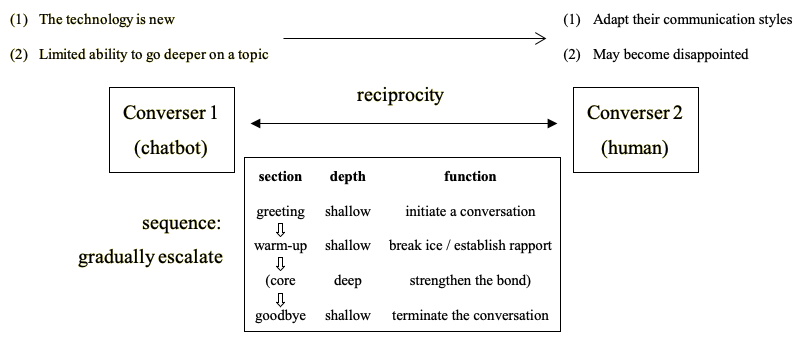 (1) The technology is new
(2) Limited ability to go deeper on a topic
(1) Adapt their communication styles
(2) May become disappointed
Converser 1
(chatbot)
reciprocity
Converser 2
(human)
sequence:
gradually escalate
section depth function
greeting shallow initiate a conversation
warm-up shallow break ice / establish rapport
(core deep strengthen the bond)
goodbye shallow terminate the conversation